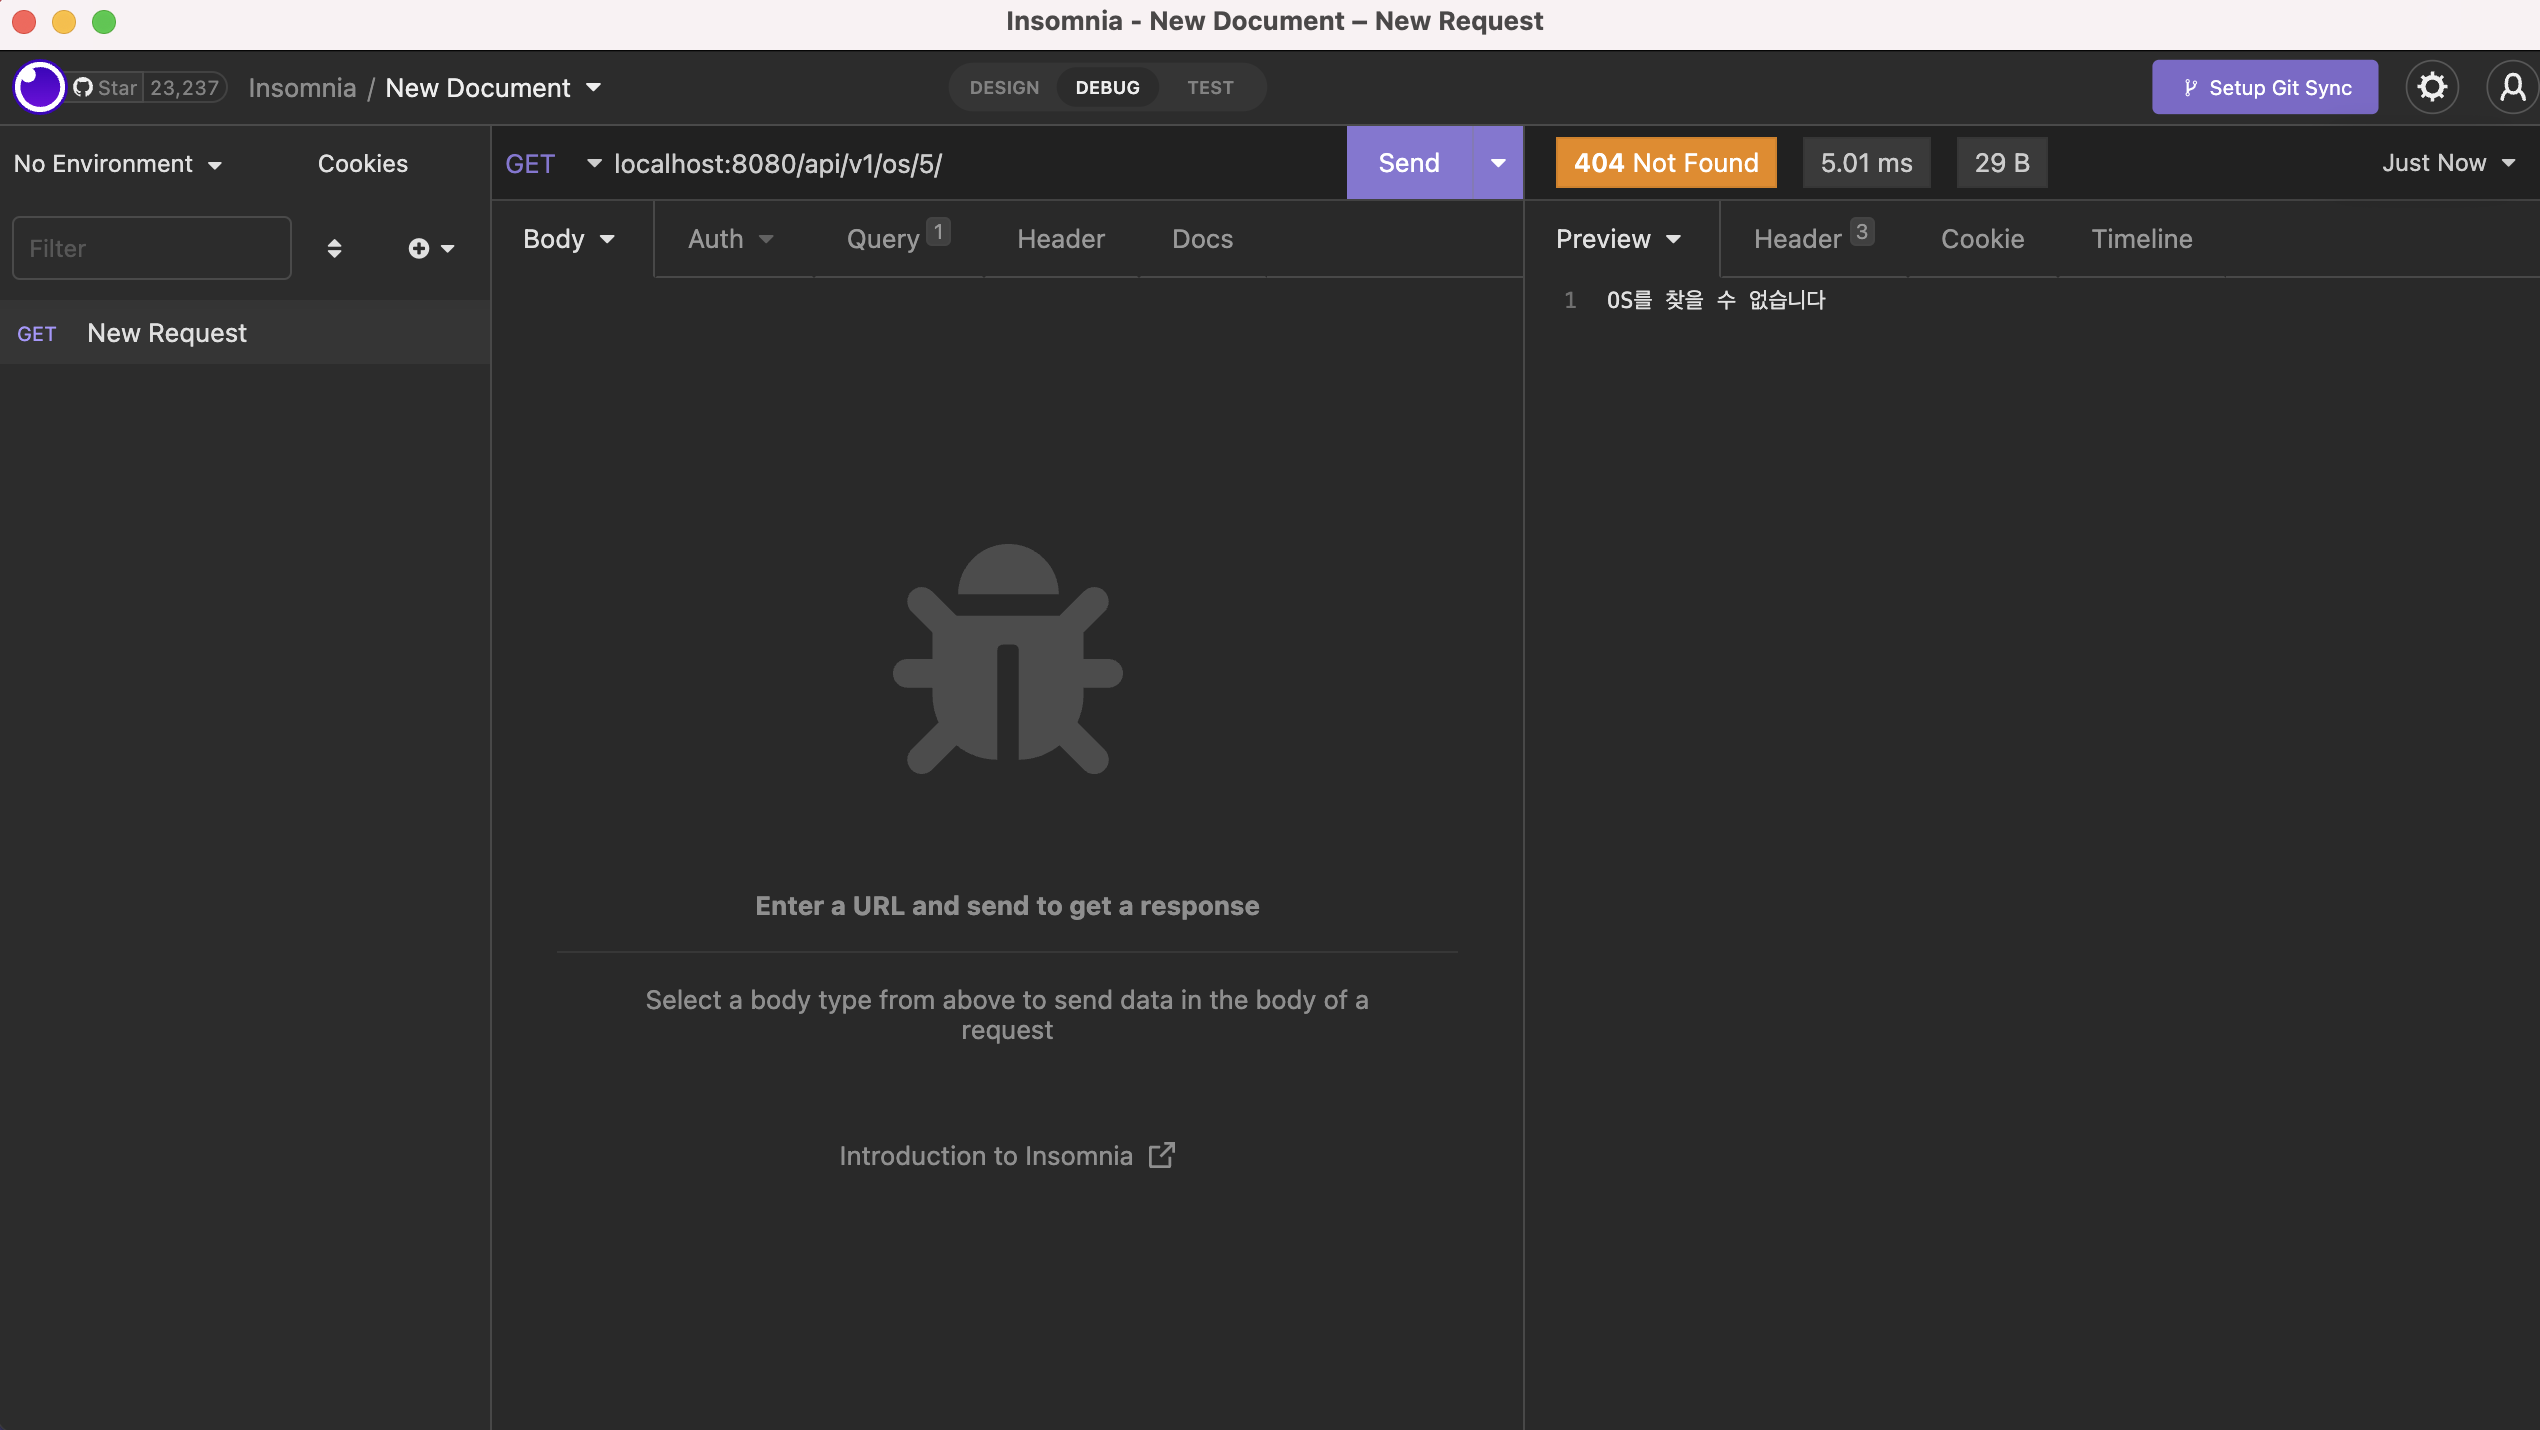 Insomnia - New Document – New Request
Star 23,237 Insomnia / New Document DESIGN DEBUG TEST Setup Git Sync
No Environment Cookies
Filter
GET New Request
GET localhost:8080/api/v1/os/5/ Send
Body Auth Query 1 Header Docs
Enter a URL and send to get a response
Select a body type from above to send data in the body of a
request
Introduction to Insomnia
404 Not Found 5.01 ms 29 B Just Now
Preview Header 3 Cookie Timeline
1 OS를 찾을 수 없습니다